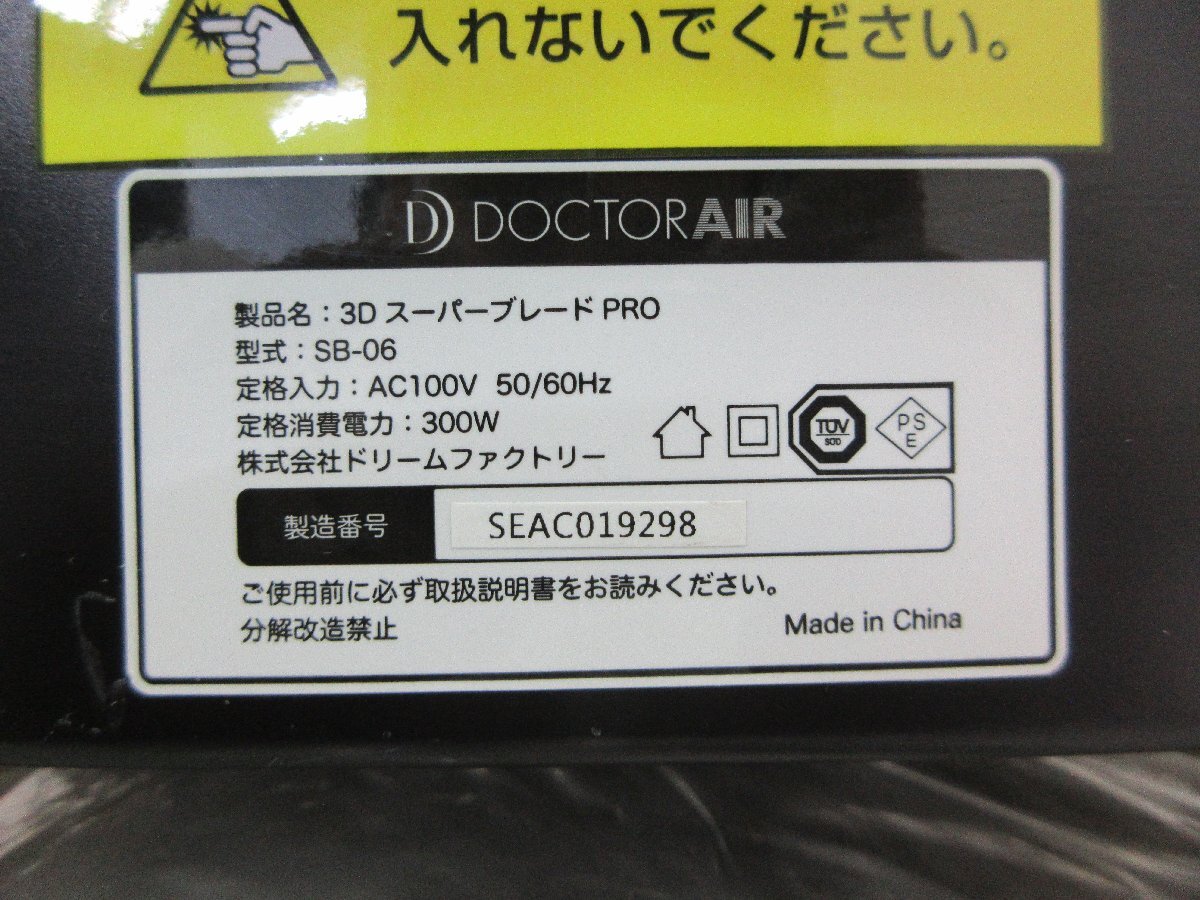 入れないでください。
DOCTORAIR
製品名：3D スーパーブレード PRO
型式：SB-06
定格入力：AC100V 50/60Hz
定格消費電力：300W
株式会社ドリームファクトリー
TÜV
SÜD
PS
E
製造番号 SEAC019298
ご使用前に必ず取扱説明書をお読みください。
分解改造禁止
Made in China